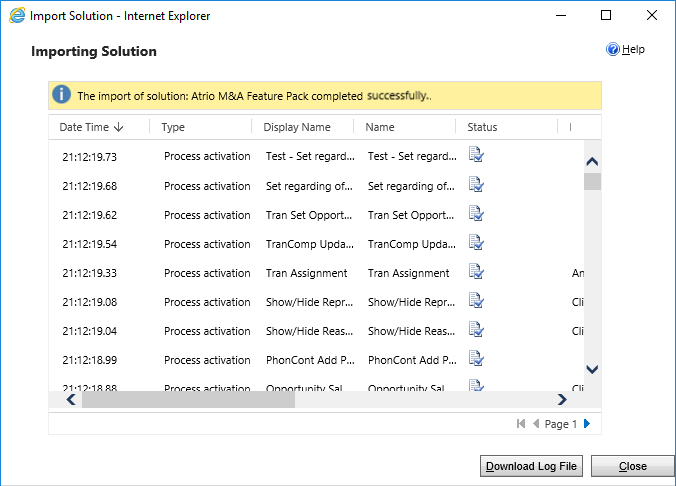 Import Solution - Internet Explorer
Importing Solution
Help
The import of solution: Atrio M&A Feature Pack completed successfully..
Date Time Type Display Name Name Status I
21:12:19.73 Process activation Test - Set regard... Test - Set regard...
21:12:19.68 Process activation Set regarding of... Set regarding of...
21:12:19.62 Process activation Tran Set Opport... Tran Set Opport...
21:12:19.54 Process activation TranComp Upda... TranComp Upda...
21:12:19.33 Process activation Tran Assignment Tran Assignment An
21:12:19.08 Process activation Show/Hide Repr... Show/Hide Repr... Cli
21:12:19.04 Process activation Show/Hide Reas... Show/Hide Reas... Cli
21:12:18.99 Process activation PhonCont Add P... PhonCont Add P...
21:12:18.88 Process activation Opportunity Sal... Opportunity Sal... Cli
Page 1
Download Log File Close